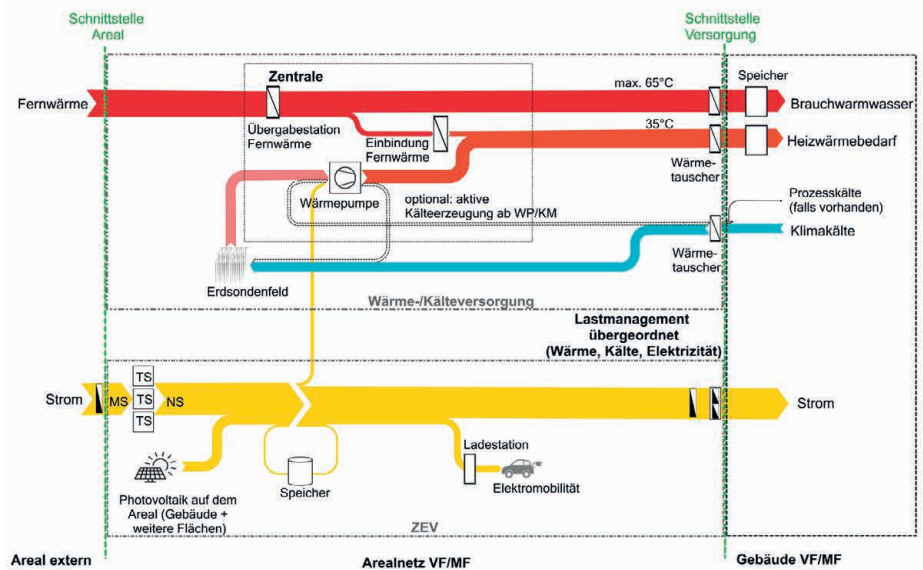 Schnittstelle
Areal
Schnittstelle
Versorgung
Zentrale
max. 65°C
Speicher
Fernwärme
Brauchwarmwasser
Übergabestation
Fernwärme
Einbindung
Fernwärme
35°C
Heizwärmebedarf
Wärme-
tauscher
Wärmepumpe
optional: aktive
Kälteerzeugung ab WP/KM
Prozesskälte
(falls vorhanden)
Klimakälte
Wärme-
tauscher
Erdsondenfeld
Wärme-/Kälteversorgung
Lastmanagement
übergeordnet
(Wärme, Kälte, Elektrizität)
TS
Strom
MS
TS
NS
Strom
TS
Ladestation
Speicher
Elektromobilität
Photovoltaik auf dem
Areal (Gebäude +
weitere Flächen)
ZEV
Areal extern
Arealnetz VF/MF
Gebäude VF/MF